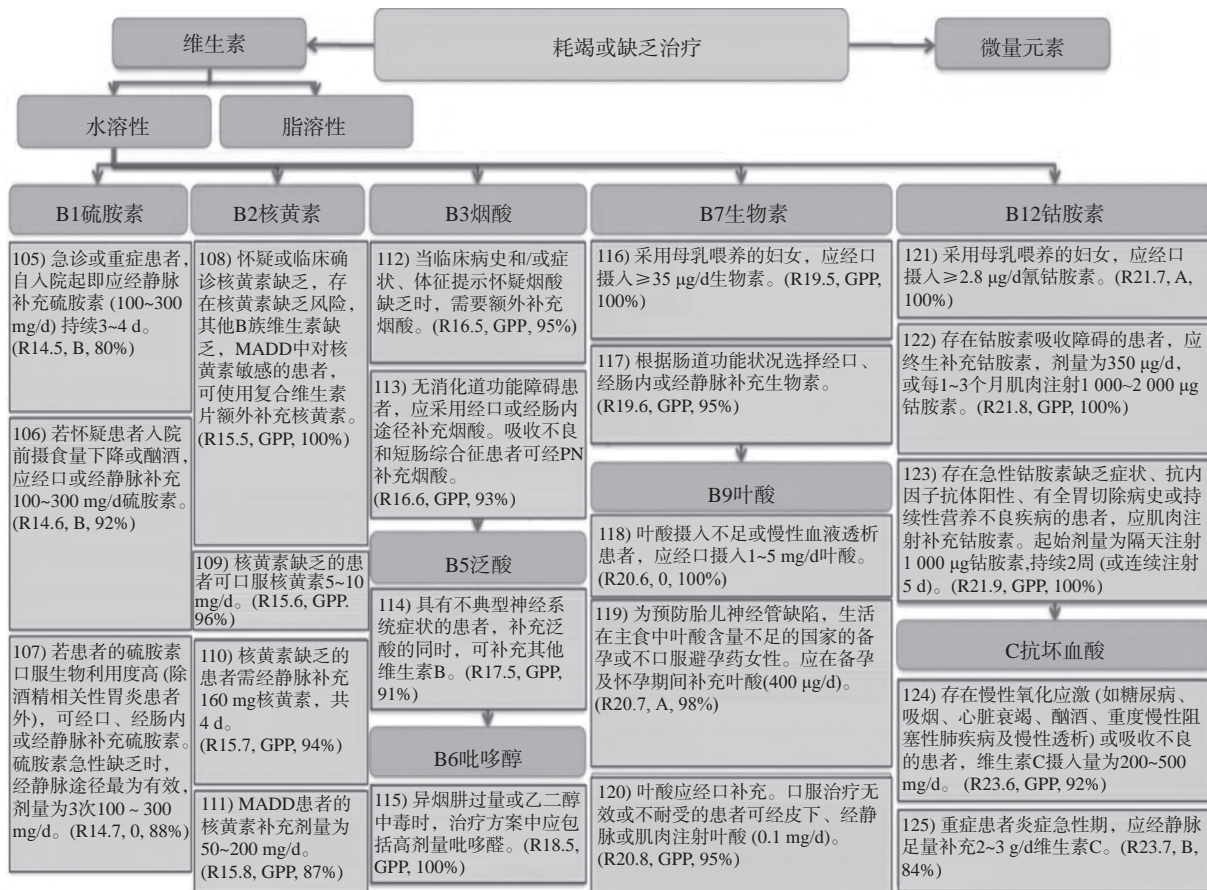 维生素
耗竭或缺乏治疗
微量元素
水溶性
脂溶性
B1硫胺素
105) 急诊或重症患者，
自入院起即应经静脉
补充硫胺素 (100~300
mg/d) 持续3~4 d。
(R14.5, B, 80%)
106) 若怀疑患者入院
前摄食量下降或酗酒，
应经口或经静脉补充
100~300 mg/d硫胺素。
(R14.6, B, 92%)
107) 若患者的硫胺素
口服生物利用度高 (除
酒精相关性胃炎患者
外)，可经口、经肠内
或经静脉补充硫胺素。
硫胺素急性缺乏时，
经静脉途径最为有效，
剂量为3次100 ~ 300
mg/d。(R14.7, 0, 88%)
B2核黄素
108) 怀疑或临床确
诊核黄素缺乏，存
在核黄素缺乏风险，
其他B族维生素缺
乏，MADD中对核
黄素敏感的患者，
可使用复合维生素
片额外补充核黄素。
(R15.5, GPP, 100%)
109) 核黄素缺乏的患
者可口服核黄素5~10
mg/d。(R15.6, GPP.
96%)
110) 核黄素缺乏的
患者需经静脉补充
160 mg核黄素，共
4 d。
(R15.7, GPP, 94%)
111) MADD患者的
核黄素补充剂量为
50~200 mg/d。
(R15.8, GPP, 87%)
B3烟酸
112) 当临床病史和/或症
状、体征提示怀疑烟酸
缺乏时，需要额外补充
烟酸。(R16.5, GPP, 95%)
113) 无消化道功能障碍患
者，应采用经口或经肠内
途径补充烟酸。吸收不良
和短肠综合征患者可经PN
补充烟酸。
(R16.6, GPP, 93%)
B5泛酸
114) 具有不典型神经系
统症状的患者，补充泛
酸的同时，可补充其他
维生素B。(R17.5, GPP,
91%)
B6吡哆醇
115) 异烟肼过量或乙二醇
中毒时，治疗方案中应包
括高剂量吡哆醛。(R18.5,
GPP, 100%)
B7生物素
116) 采用母乳喂养的妇女，应经口
摄入≥35 μg/d生物素。(R19.5, GPP,
100%)
117) 根据肠道功能状况选择经口、
经肠内或经静脉补充生物素。
(R19.6, GPP, 95%)
B9叶酸
118) 叶酸摄入不足或慢性血液透析
患者，应经口摄入1~5 mg/d叶酸。
(R20.6, 0, 100%)
119) 为预防胎儿神经管缺陷，生活
在主食中叶酸含量不足的国家的备
孕或不口服避孕药女性。应在备孕
及怀孕期间补充叶酸(400 μg/d)。
(R20.7, A, 98%)
120) 叶酸应经口补充。口服治疗无
效或不耐受的患者可经皮下、经静
脉或肌肉注射叶酸 (0.1 mg/d)。
(R20.8, GPP, 95%)
B12钴胺素
121) 采用母乳喂养的妇女，应经口
摄入≥2.8 μg/d氰钴胺素。(R21.7, A,
100%)
122) 存在钴胺素吸收障碍的患者，应
终生补充钴胺素，剂量为350 μg/d，
或每1~3个月肌肉注射1 000~2 000 μg
钴胺素。(R21.8, GPP, 100%)
123) 存在急性钴胺素缺乏症状、抗内
因子抗体阳性、有全胃切除病史或持
续性营养不良疾病的患者，应肌肉注
射补充钴胺素。起始剂量为隔天注射
1 000 μg钴胺素,持续2周 (或连续注射
5 d)。(R21.9, GPP, 100%)
C抗坏血酸
124) 存在慢性氧化应激 (如糖尿病、
吸烟、心脏衰竭、酗酒、重度慢性阻
塞性肺疾病及慢性透析) 或吸收不良
的患者，维生素C摄入量为200~500
mg/d。(R23.6, GPP, 92%)
125) 重症患者炎症急性期，应经静脉
足量补充2~3 g/d维生素C。(R23.7, B,
84%)